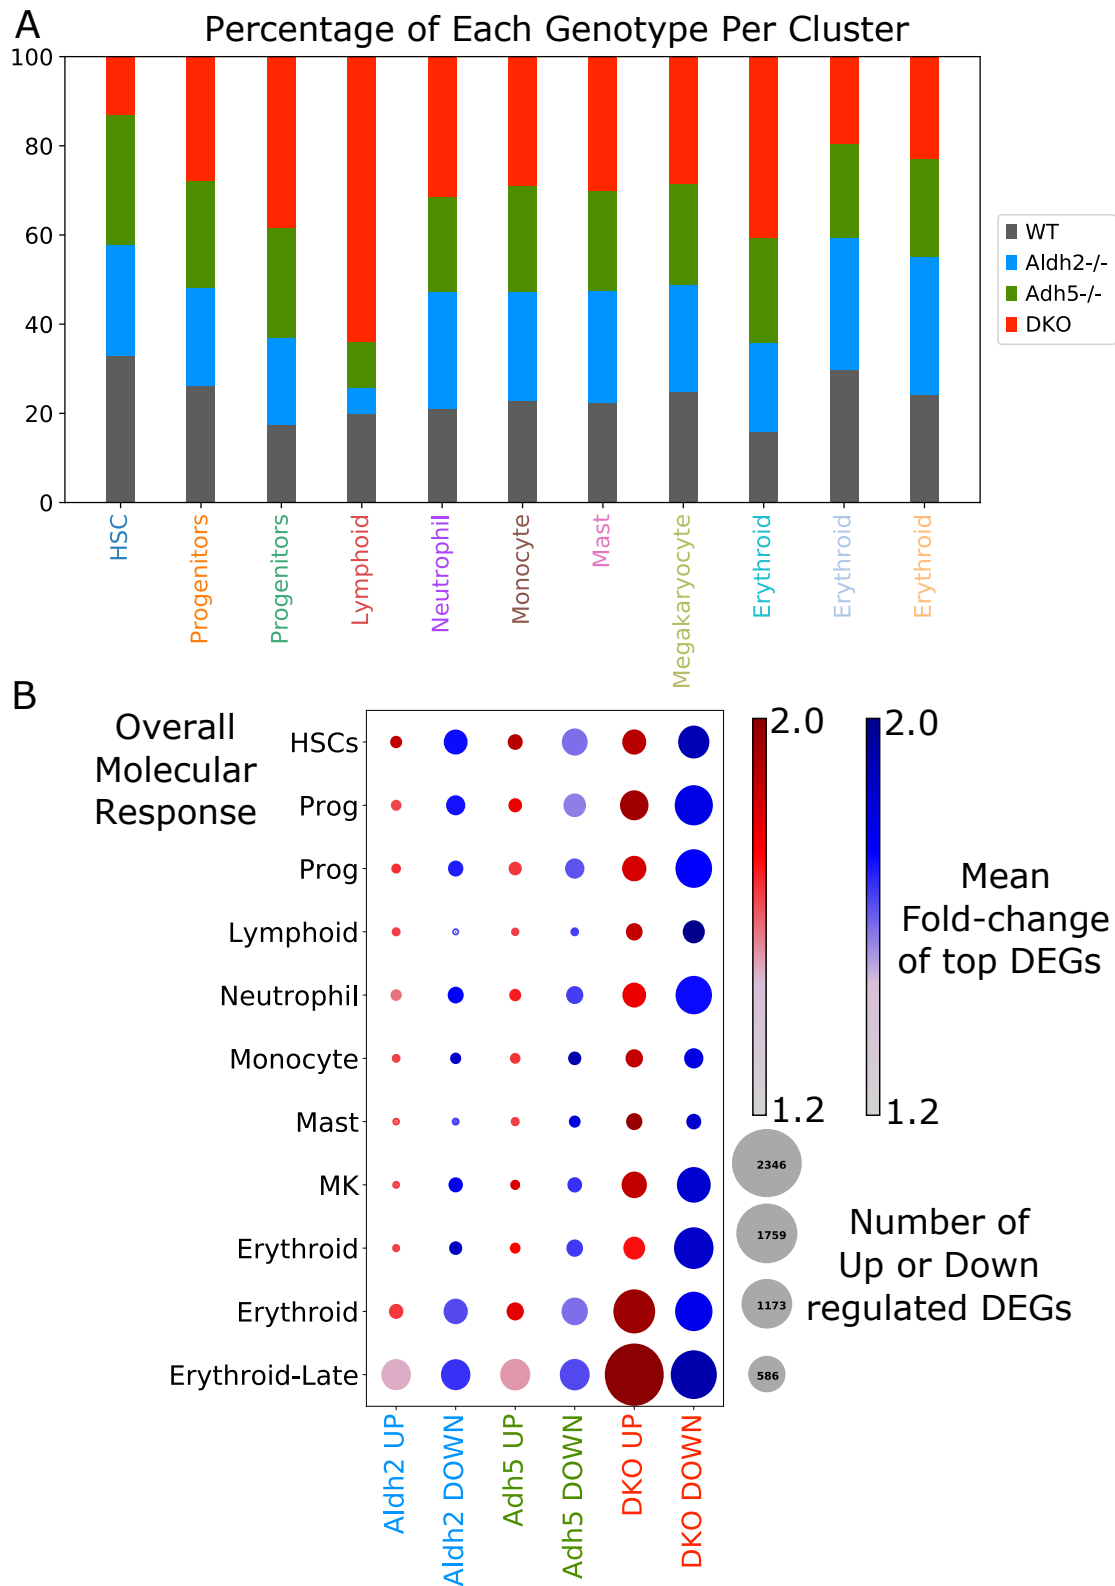 A
Percentage of Each Genotype Per Cluster
100
80
60
40
20
0
HSC
Progenitors
Progenitors
Lymphoid
Neutrophil
Monocyte
Mast
Megakaryocyte
Erythroid
Erythroid
Erythroid
WT
Aldh2-/-
Adh5-/-
DKO
B
Overall
Molecular
Response
HSCs
Prog
Prog
Lymphoid
Neutrophil
Monocyte
Mast
MK
Erythroid
Erythroid
Erythroid-Late
Aldh2 UP
Aldh2 DOWN
Adh5 UP
Adh5 DOWN
DKO UP
DKO DOWN
2.0
1.2
2.0
1.2
Mean
Fold-change
of top DEGs
2346
1759
1173
586
Number of
Up or Down
regulated DEGs